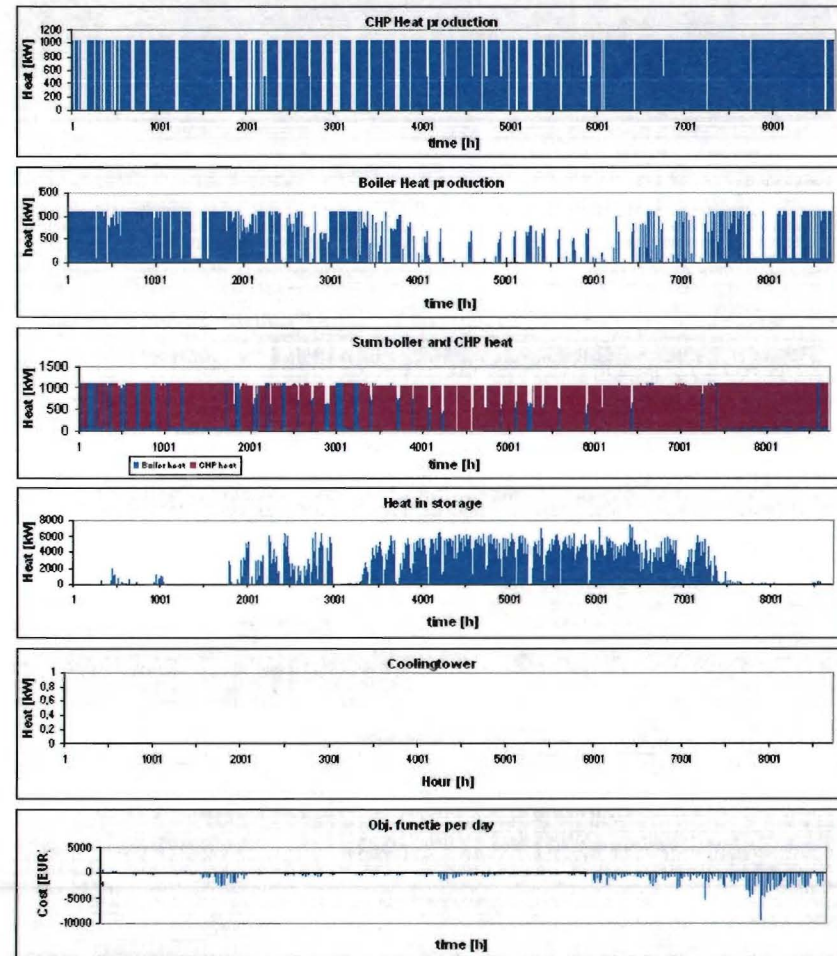 CHP Heat production
Heat [kW]
1200
1000
800
600
400
200
0
1 1001 2001 3001 4001 5001 6001 7001 8001
time [h]
Boiler Heat production
heat [kW]
1500
1000
500
0
1 1001 2001 3001 4001 5001 6001 7001 8001
time [h]
Sum boiler and CHP heat
Heat [kW]
1500
1000
500
0
1 1001 2001 3001 4001 5001 6001 7001 8001
Boiler heat CHP heat
time [h]
Heat in storage
Heat [kW]
8000
6000
4000
2000
0
1 1001 2001 3001 4001 5001 6001 7001 8001
time [h]
Coolingtower
Heat [kW]
1
0,8
0,6
0,4
0,2
0
1 1001 2001 3001 4001 5001 6001 7001 8001
Hour [h]
Obj. functie per day
Cost [EUR]
5000
0
-5000
-10000
time [h]